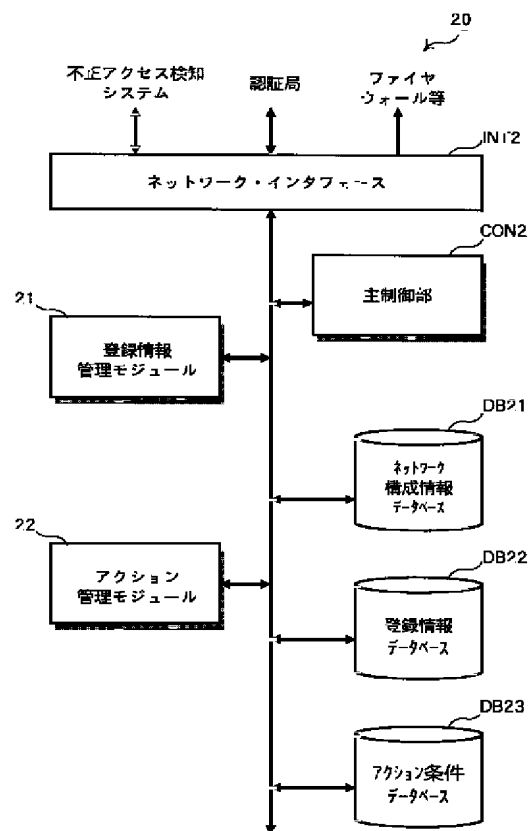 20
不正アクセス検知
システム
認証局
ファイヤ
ウォール等
INT2
ネットワーク・インタフェース
CON2
主制御部
21
登録情報
管理モジュール
DB21
ネットワーク
構成情報
データベース
22
アクション
管理モジュール
DB22
登録情報
データベース
DB23
アクション条件
データベース